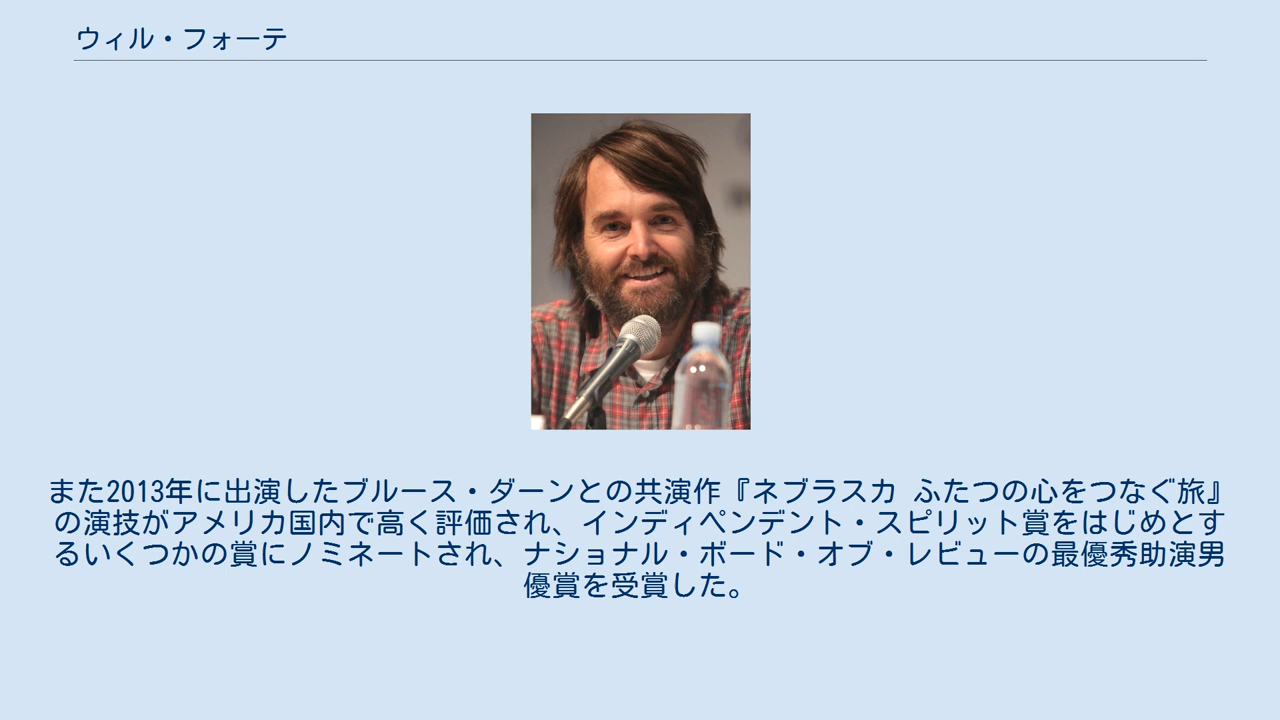 ウィル・フォーテ
また2013年に出演したブルース・ダーンとの共演作『ネブラスカ ふたつの心をつなぐ旅』
の演技がアメリカ国内で高く評価され、インディペンデント・スピリット賞をはじめとす
るいくつかの賞にノミネートされ、ナショナル・ボード・オブ・レビューの最優秀助演男
優賞を受賞した。